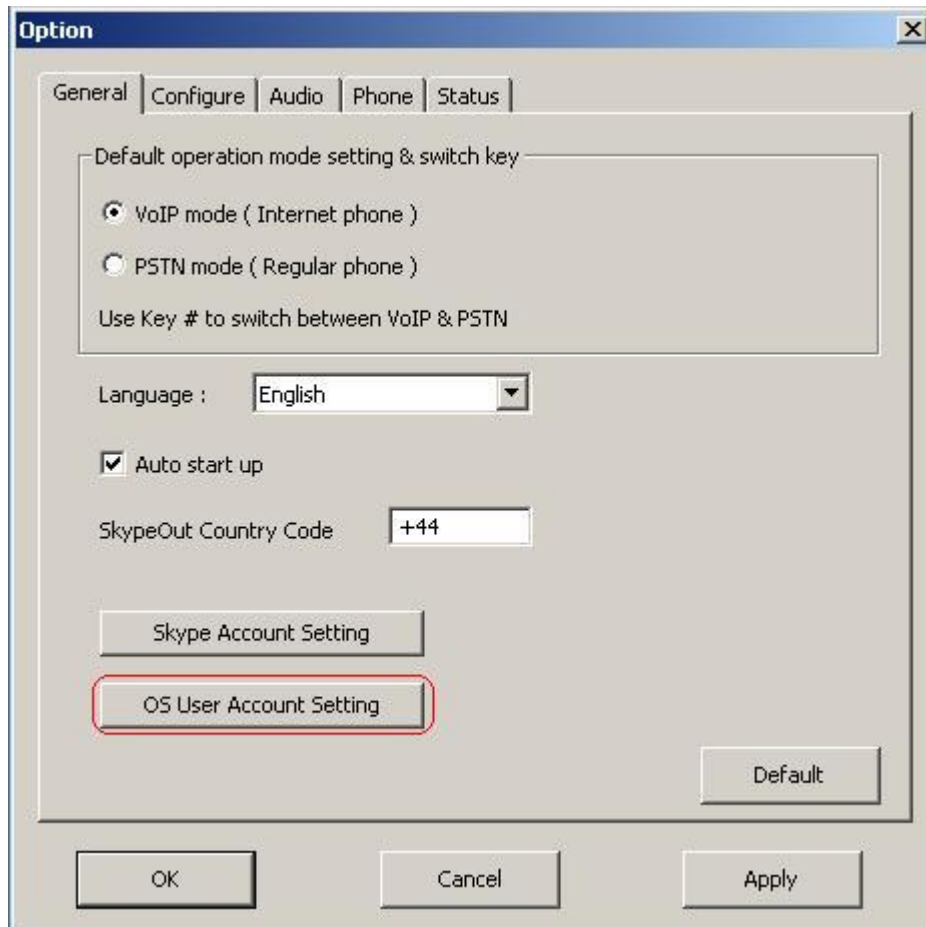 Option
General Configure Audio Phone Status
Default operation mode setting & switch key
VoIP mode ( Internet phone )
PSTN mode ( Regular phone )
Use Key # to switch between VoIP & PSTN
Language : English
Auto start up
SkypeOut Country Code +44
Skype Account Setting
OS User Account Setting
Default
OK Cancel Apply